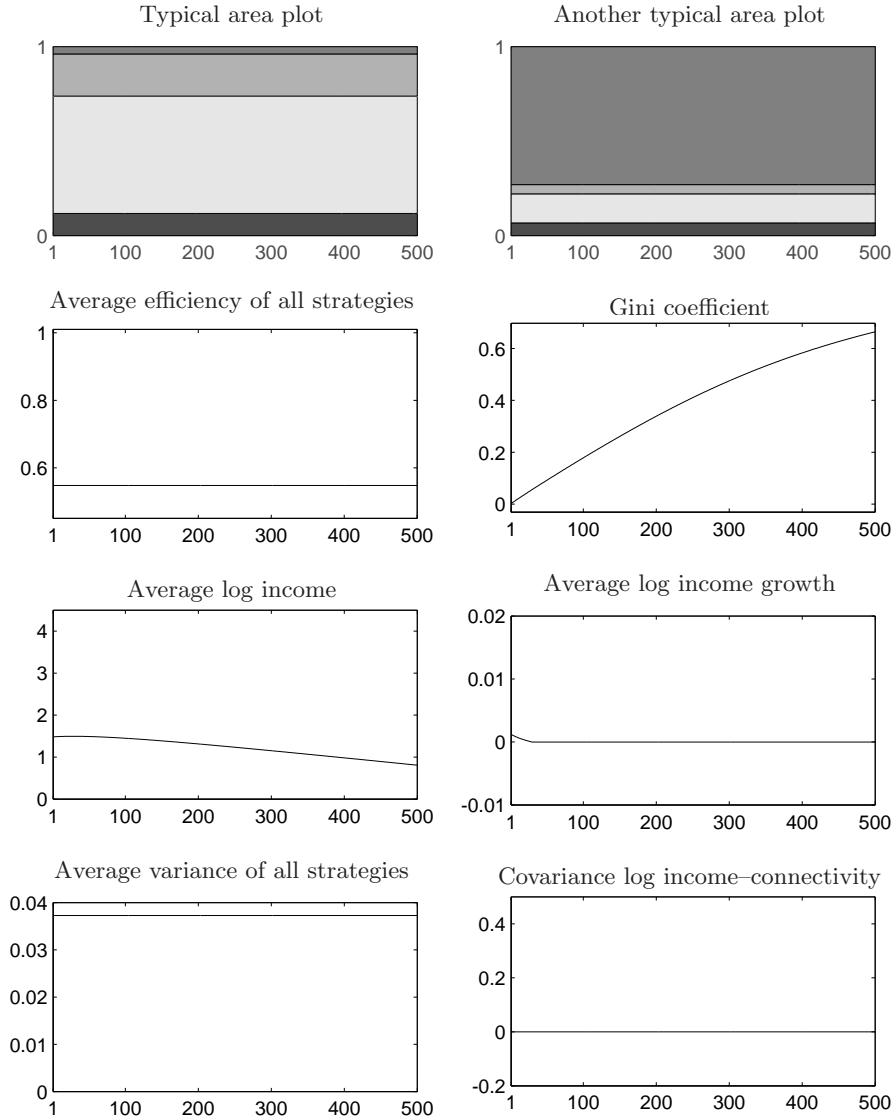 Typical area plot
1
0
1 100 200 300 400 500
Another typical area plot
1
0
1 100 200 300 400 500
Average efficiency of all strategies
1
0.8
0.6
1 100 200 300 400 500
Gini coefficient
0.6
0.4
0.2
0
1 100 200 300 400 500
Average log income
4
3
2
1
0
1 100 200 300 400 500
Average log income growth
0.02
0.01
0
-0.01
1 100 200 300 400 500
Average variance of all strategies
0.04
0.03
0.02
0.01
0
1 100 200 300 400 500
Covariance log income–connectivity
0.4
0.2
0
-0.2
1 100 200 300 400 500